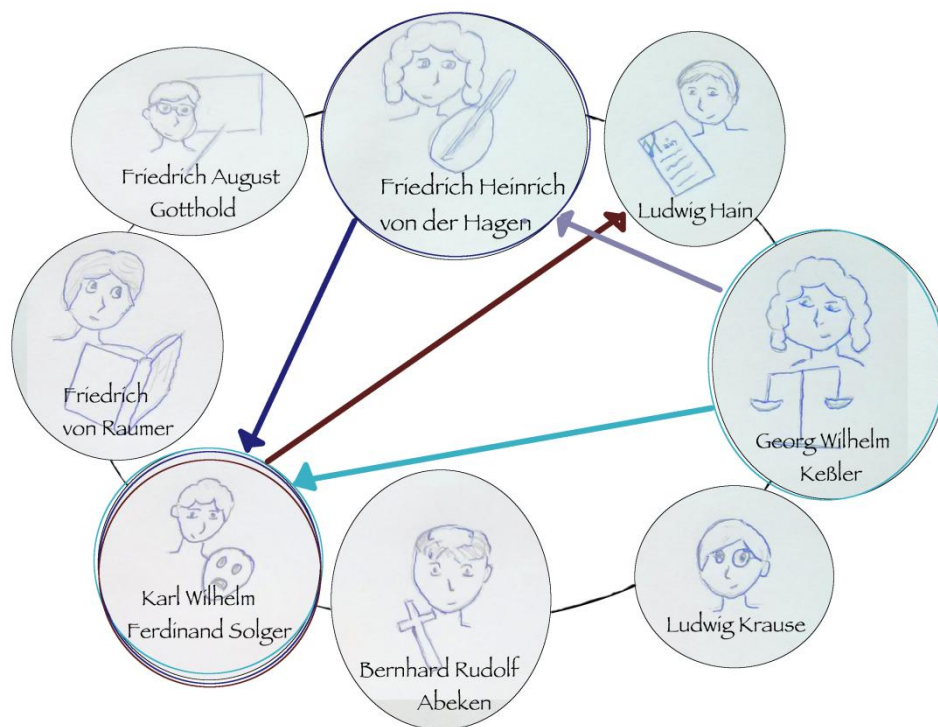 Friedrich August
Gotthold
Friedrich Heinrich
von der Hagen
Ludwig Hain
Friedrich
von Raumer
Georg Wilhelm
Keßler
Karl Wilhelm
Ferdinand Solger
Bernhard Rudolf
Abeken
Ludwig Krause
Hain